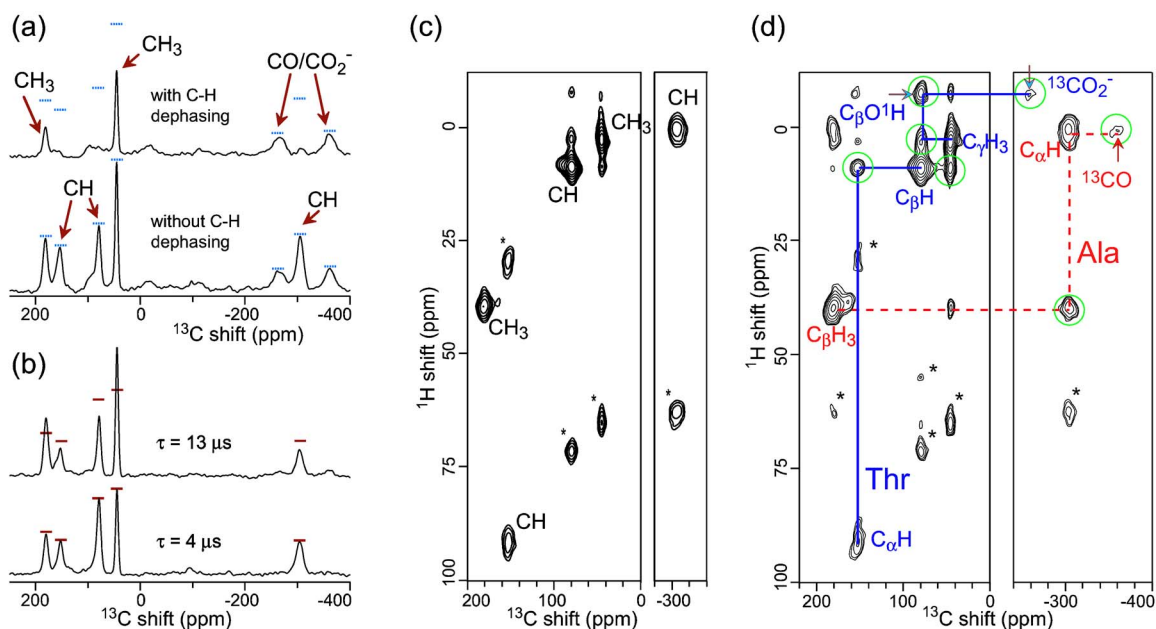 (a)
CH3
CH3
CO/CO2-
with C-H
dephasing
CH
without C-H
dephasing
CH
200
0
-200
-400
13C shift (ppm)
(b)
τ = 13 μs
τ = 4 μs
200
0
-200
-400
13C shift (ppm)
(c)
0
25
50
75
100
1H shift (ppm)
CH
CH3
CH
*
CH3
*
*
*
CH
100
0
-300
13C shift (ppm)
(d)
0
25
50
75
100
1H shift (ppm)
13CO2-
CβO1H
CγH3
CαH
13CO
CβH
*
Ala
CβH3
*
*
*
*
*
Thr
CαH
100
0
-300
-400
13C shift (ppm)